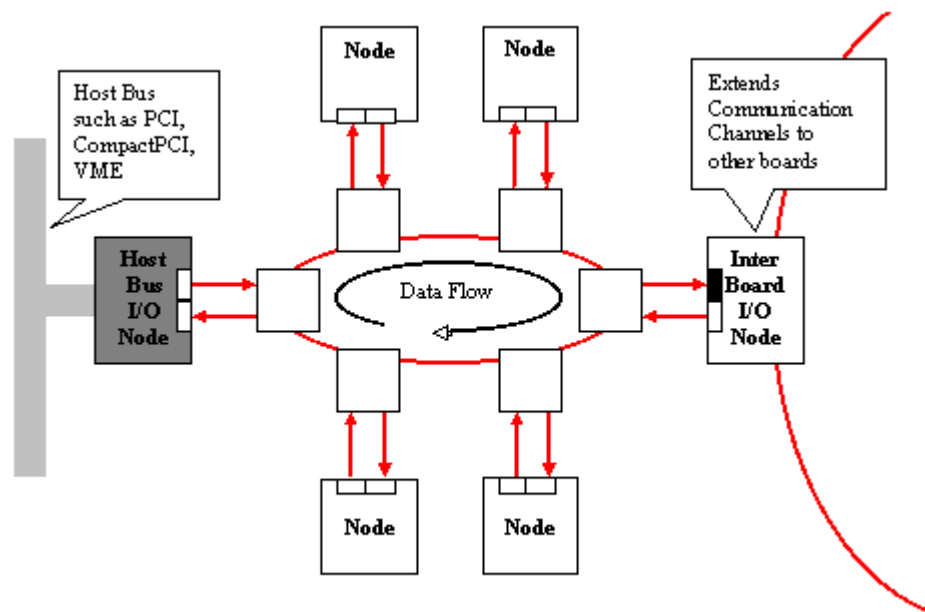 Node
Node
Host Bus
such as PCI,
CompactPCI,
VME
Extends
Communication
Channels to
other boards
Host
Bus
I/O
Node
Data Flow
Inter
Board
I/O
Node
Node
Node